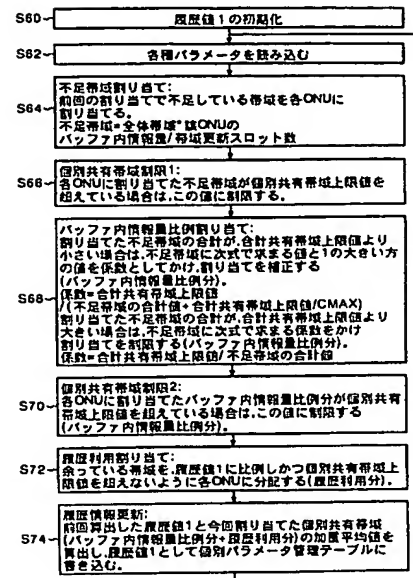 S60
履歴値1の初期化
S62
各種パラメータを読み込む
S64
不足帯域割り当て:
前回の割り当てで不足している帯域を各ONUに
割り当てる。
不足帯域=全体帯域*該ONUの
バッファ内情報量/帯域更新スロット数
S66
個別共有帯域制限1:
各ONUに割り当てた不足帯域が個別共有帯域上限値を
超えている場合は,この値に制限する。
S68
バッファ内情報量比例割り当て:
割り当てた不足帯域の合計が,合計共有帯域上限値より
小さい場合は,不足帯域に次式で求まる値と1の大きい方
の値を係数としてかけ,割り当てを補正する
(バッファ内情報量比例分)。
係数=合計共有帯域上限値
/(不足帯域の合計値+合計共有帯域上限値/CMAX)
割り当てた不足帯域の合計が,合計共有帯域上限値より
大きい場合は,不足帯域に次式で求まる係数をかけ
割り当てを制限する(バッファ内情報量比例分)。
係数=合計共有帯域上限値/不足帯域の合計値
S70
個別共有帯域制限2:
各ONUに割り当てたバッファ内情報量比例分が個別共有
帯域上限値を超えている場合は,この値に制限する
(バッファ内情報量比例分)。
S72
履歴利用割り当て:
余っている帯域を,履歴値1に比例しかつ個別共有帯域上
限値を超えないように各ONUに分配する(履歴利用分)。
S74
履歴情報更新:
前回算出した履歴値1と今回割り当てた個別共有帯域
(バッファ内情報量比例分+履歴利用分)の加重平均値を
算出し,履歴値1として個別パラメータ管理テーブルに
書き込む。